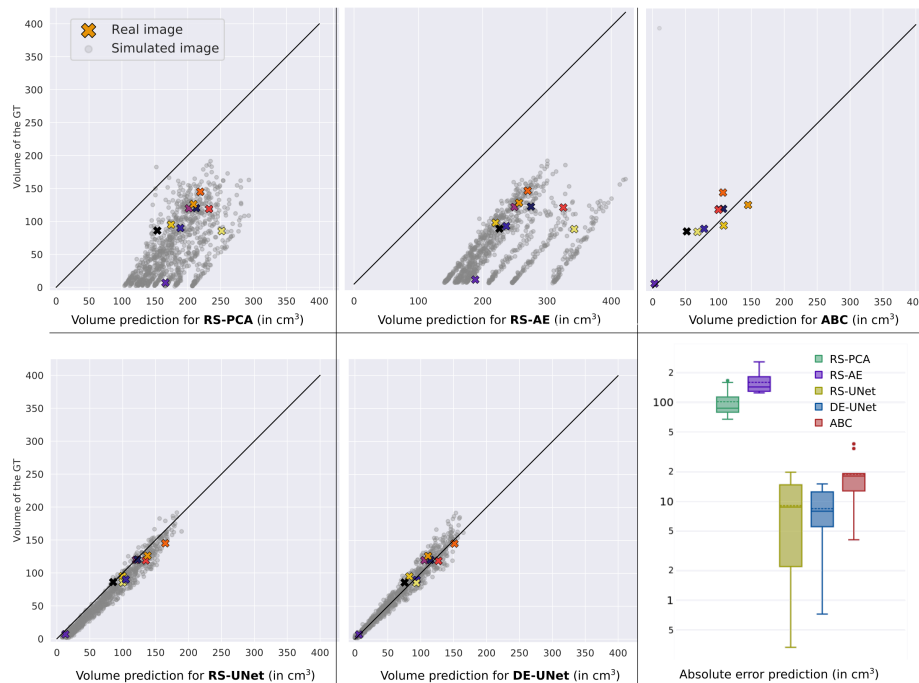 400
350
300
250
200
150
100
50
0
Volume of the GT
Real image
Simulated image
0 50 100 150 200 250 300 350 400
Volume prediction for RS-PCA (in cm³)
0 50 100 150 200 250 300 350 400
Volume prediction for RS-AE (in cm³)
0 50 100 150 200 250 300 350 400
Volume prediction for ABC (in cm³)
400
350
300
250
200
150
100
50
0
Volume of the GT
0 50 100 150 200 250 300 350 400
Volume prediction for RS-UNet (in cm³)
0 50 100 150 200 250 300 350 400
Volume prediction for DE-UNet (in cm³)
RS-PCA
RS-AE
RS-UNet
DE-UNet
ABC
2
100
5
2
10
5
2
1
5
Absolute error prediction (in cm³)